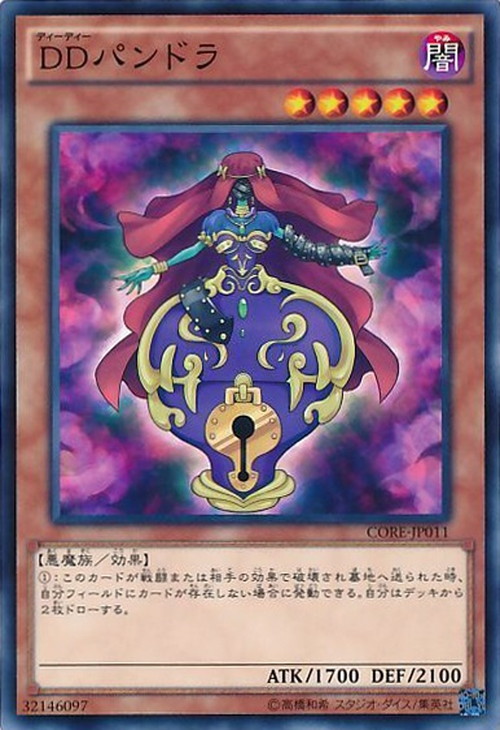 ディーディー
DDパンドラ
やみ
闇
CORE-JP011
【悪魔族／効果】
①：このカードが戦闘または相手の効果で破壊され墓地へ送られた時、
自分フィールドにカードが存在しない場合に発動できる。自分はデッキから
２枚ドローする。
ATK/1700 DEF/2100
32146097
©高橋和希 スタジオ・ダイス/集英社